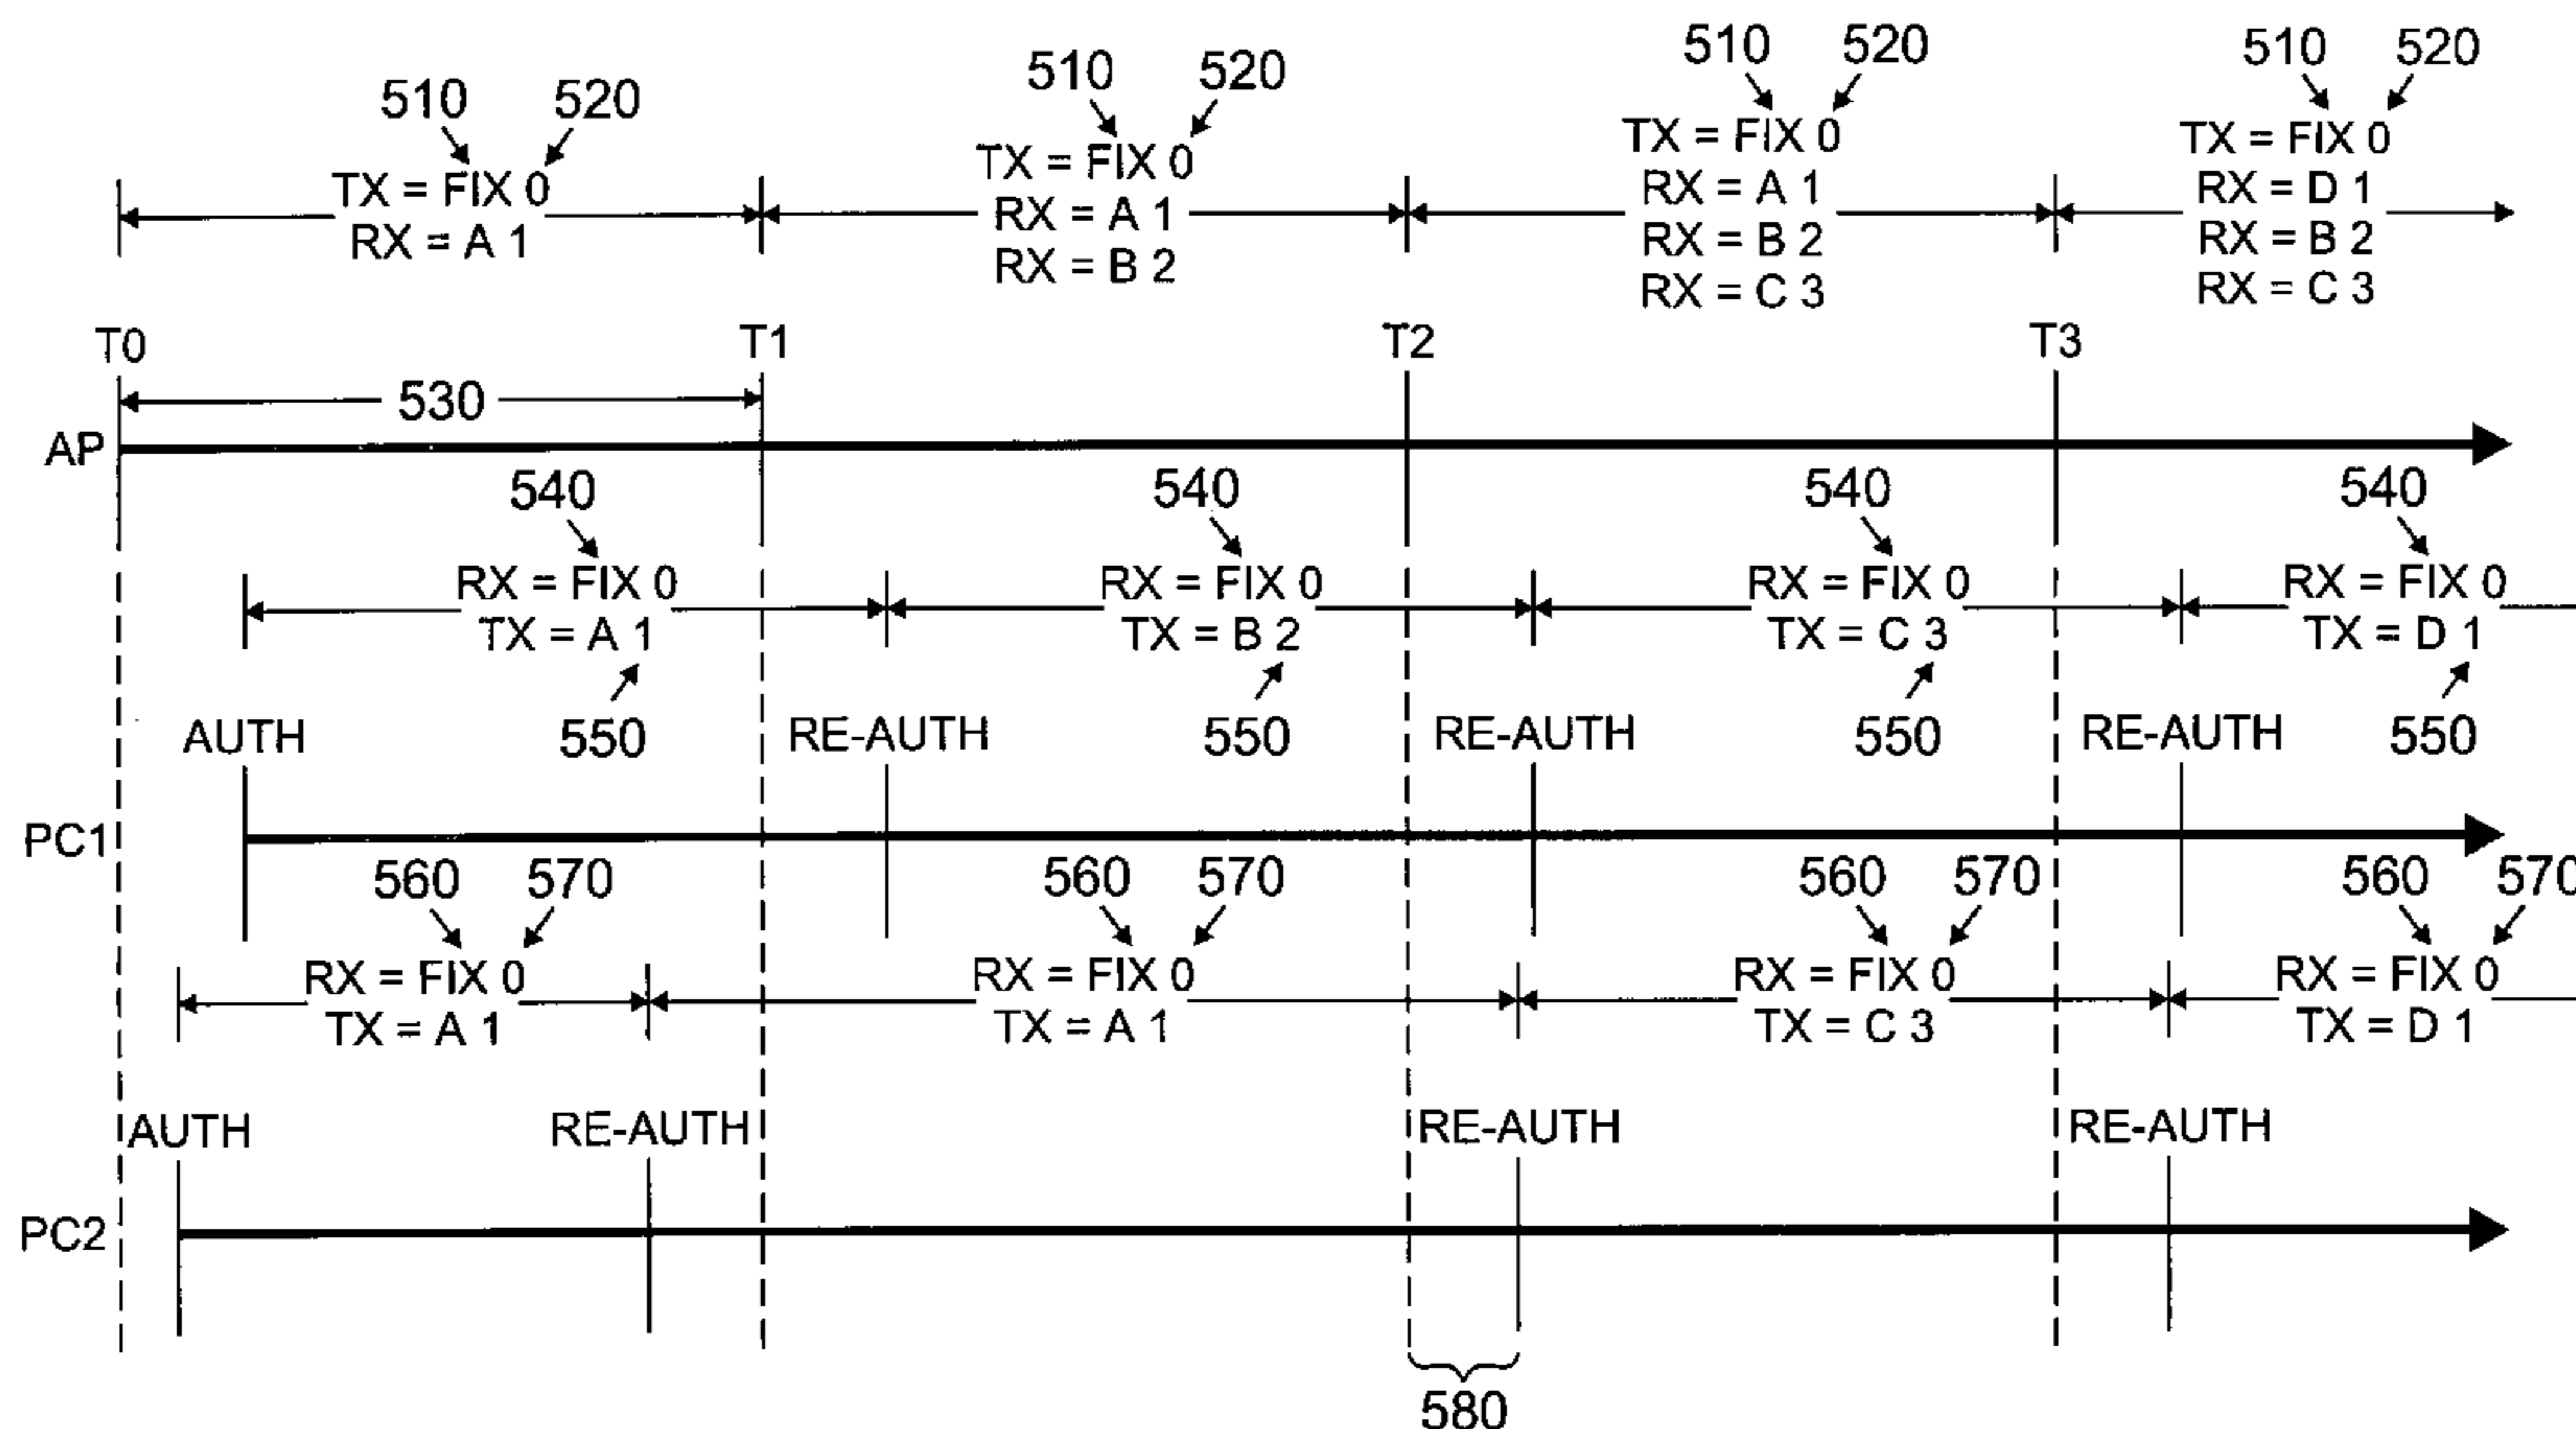 510 520 510 520
510 520
510 520
TX = FIX 0 TX = FIX 0
TX = FIX 0
TX = FIX 0
RX = A 1
RX = A 1
RX = B 2
RX = A 1
RX = B 2
RX = C 3
RX = D 1
RX = B 2
RX = C 3
T0 T1 T2 T3
530
AP
540 540 540 540
RX = FIX 0 RX = FIX 0 RX = FIX 0 RX = FIX 0
TX = A 1 TX = B 2 TX = C 3 TX = D 1
550 550 550 550
AUTH RE-AUTH RE-AUTH RE-AUTH
PC1
560 570 560 570 560 570 560 570
RX = FIX 0 RX = FIX 0 RX = FIX 0 RX = FIX 0
TX = A 1 TX = A 1 TX = C 3 TX = D 1
AUTH RE-AUTH RE-AUTH RE-AUTH
PC2
580